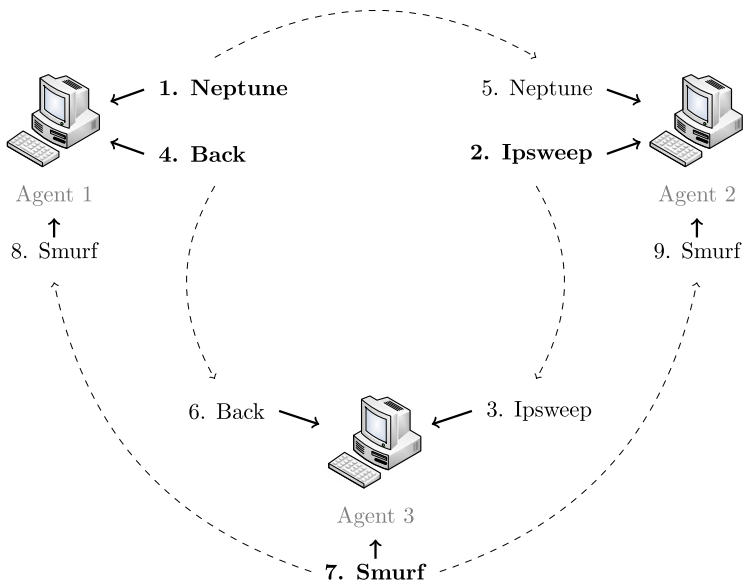 1. Neptune
5. Neptune
4. Back
2. Ipsweep
Agent 1
Agent 2
8. Smurf
9. Smurf
6. Back
3. Ipsweep
Agent 3
7. Smurf